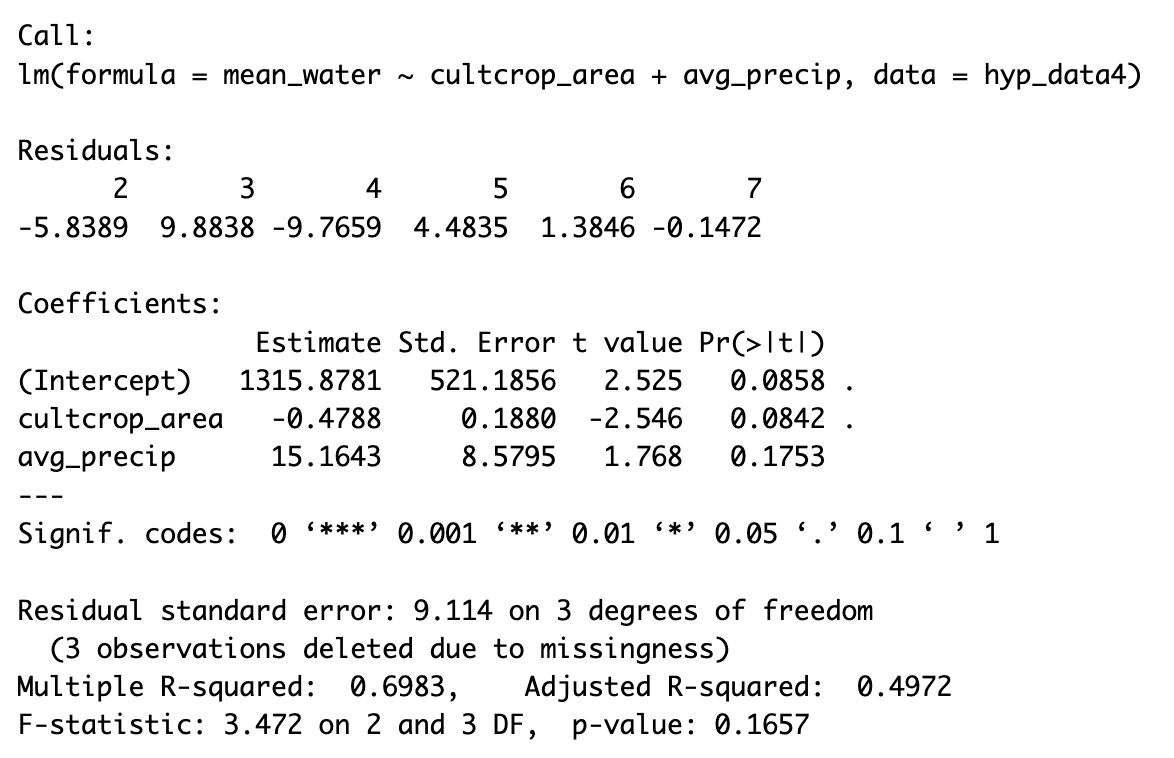 Call:
lm(formula = mean_water ~ cultcrop_area + avg_precip, data = hyp_data4)
Residuals:
2 3 4 5 6 7
-5.8389 9.8838 -9.7659 4.4835 1.3846 -0.1472
Coefficients:
Estimate Std. Error t value Pr(>|t|)
(Intercept) 1315.8781 521.1856 2.525 0.0858 .
cultcrop_area -0.4788 0.1880 -2.546 0.0842 .
avg_precip 15.1643 8.5795 1.768 0.1753
---
Signif. codes: 0 ‘***’ 0.001 ‘**’ 0.01 ‘*’ 0.05 ‘.’ 0.1 ‘ ’ 1
Residual standard error: 9.114 on 3 degrees of freedom
(3 observations deleted due to missingness)
Multiple R-squared: 0.6983, Adjusted R-squared: 0.4972
F-statistic: 3.472 on 2 and 3 DF, p-value: 0.1657